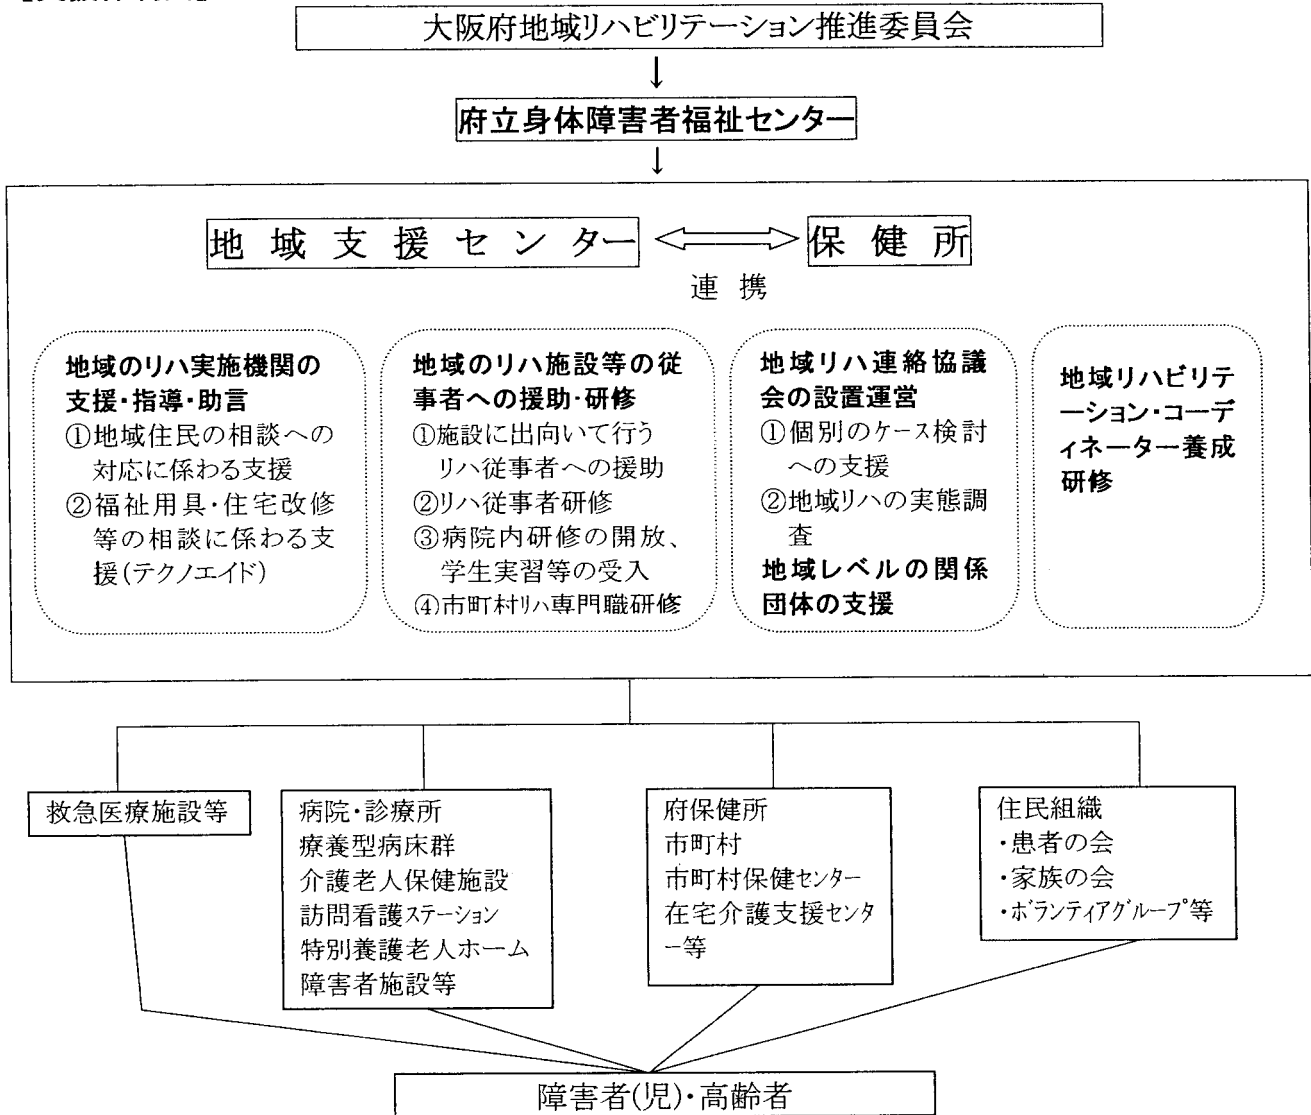 大阪府地域リハビリテーション推進委員会
↓
府立身体障害者福祉センター
↓
地域支援センター
保健所
連携
地域のリハ実施機関の
支援・指導・助言
①地域住民の相談への
対応に係わる支援
②福祉用具・住宅改修
等の相談に係わる支
援(テクノエイド)
地域のリハ施設等の従
事者への援助・研修
①施設に出向いて行う
リハ従事者への援助
②リハ従事者研修
③病院内研修の開放、
学生実習等の受入
④市町村リハ専門職研修
地域リハ連絡協議
会の設置運営
①個別のケース検討
への支援
②地域リハの実態調
査
地域レベルの関係
団体の支援
地域リハビリテ
ーション・コーデ
ィネーター養成
研修
救急医療施設等
病院・診療所
療養型病床群
介護老人保健施設
訪問看護ステーション
特別養護老人ホーム
障害者施設等
府保健所
市町村
市町村保健センター
在宅介護支援センタ
ー等
住民組織
・患者の会
・家族の会
・ボランティアグループ等
障害者(児)・高齢者